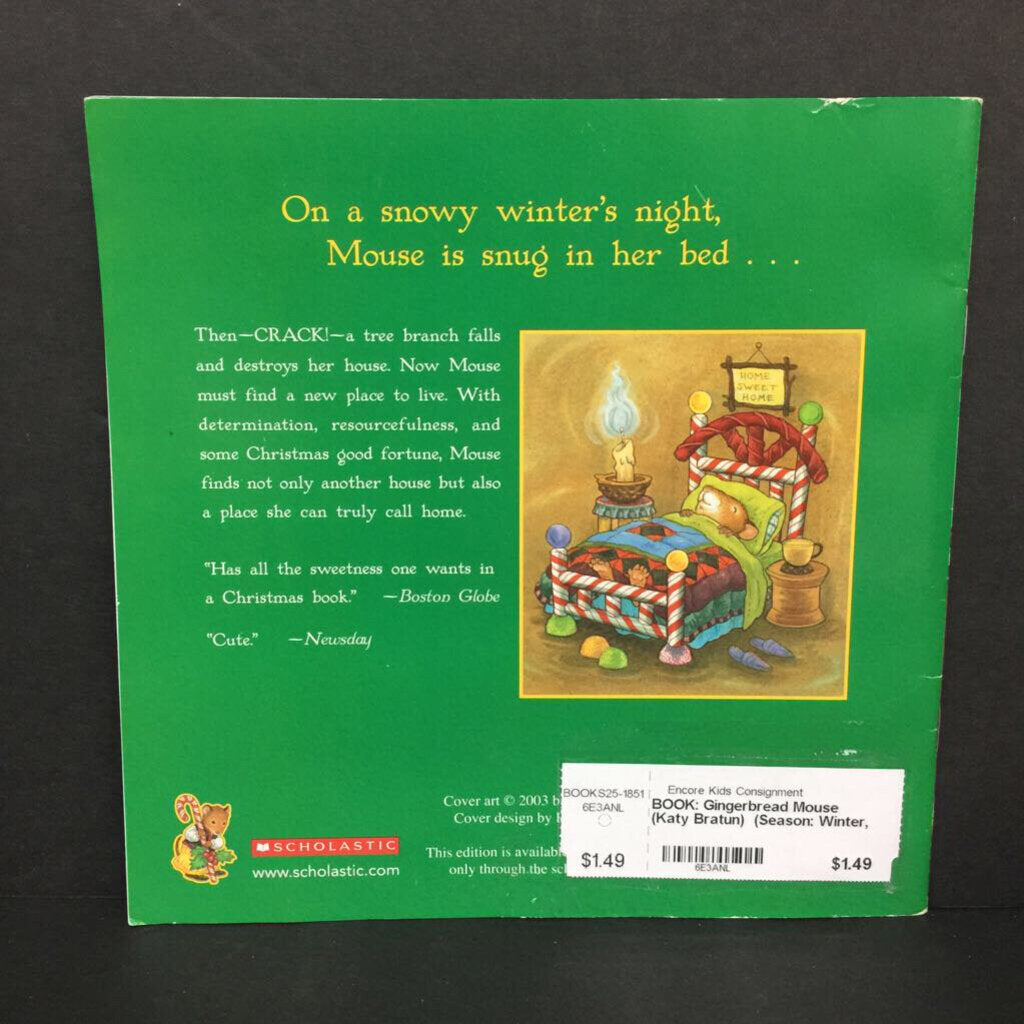 On a snowy winter's night,
Mouse is snug in her bed . . .
Then—CRACK!—a tree branch falls
and destroys her house. Now Mouse
must find a new place to live. With
determination, resourcefulness, and
some Christmas good fortune, Mouse
finds not only another house but also
a place she can truly call home.
"Has all the sweetness one wants in
a Christmas book." —Boston Globe
"Cute." —Newsday
HOME
SWEET
HOME
Cover art © 2003 b
Cover design by
This edition is availabl
only through the sc
SCHOLASTIC
www.scholastic.com
BOOKS25-1851
6E3ANL
$1.49
Encore Kids Consignment
BOOK: Gingerbread Mouse
(Katy Bratun) (Season: Winter,
6E3ANL
$1.49